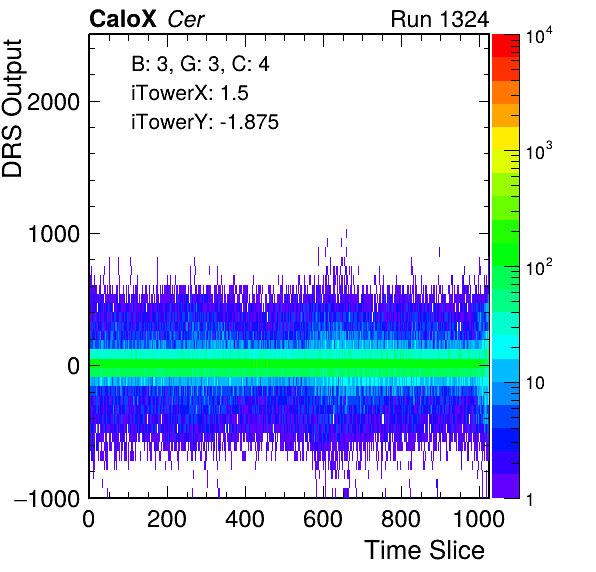 CaloX Cer Run 1324
B: 3, G: 3, C: 4
iTowerX: 1.5
iTowerY: -1.875
DRS Output
2000
1000
0
−1000
0 200 400 600 800 1000
Time Slice
10^4
10^3
10^2
10
1